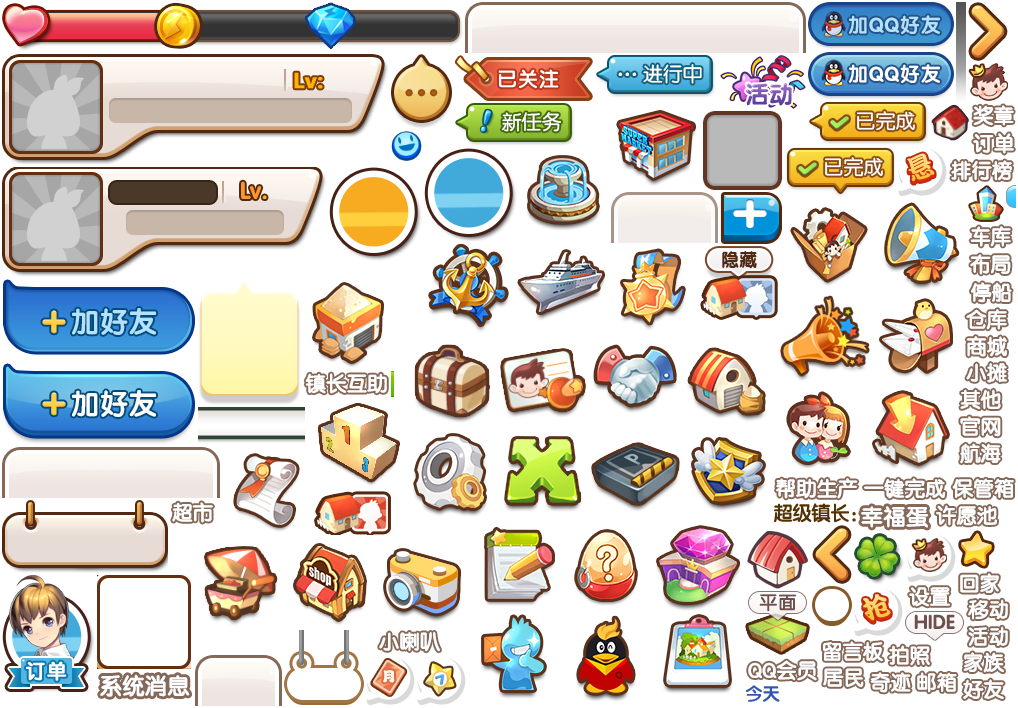 加QQ好友
Lv:
已关注
进行中
活动
加QQ好友
新任务
已完成
奖章
订单
SUPER MARKET
已完成
悬
排行榜
Lv.
车库
隐藏
布局
停船
仓库
加好友
商城
镇长互助
小摊
加好友
其他
1
2
3
官网
航海
P
帮助生产
一键完成
保管箱
超市
超级镇长:
幸福蛋
许愿池
?
shop
回家
平面
抢
设置
移动
HIDE
活动
订单
小喇叭
留言板
拍照
家族
系统消息
月
7
QQ会员
居民
奇迹
邮箱
好友
今天